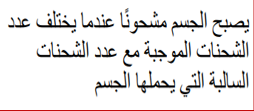 يصبح الجسم مشحونًا عندما يختلف عدد
الشحنات الموجبة مع عدد الشحنات
السالبة التي يحملها الجسم